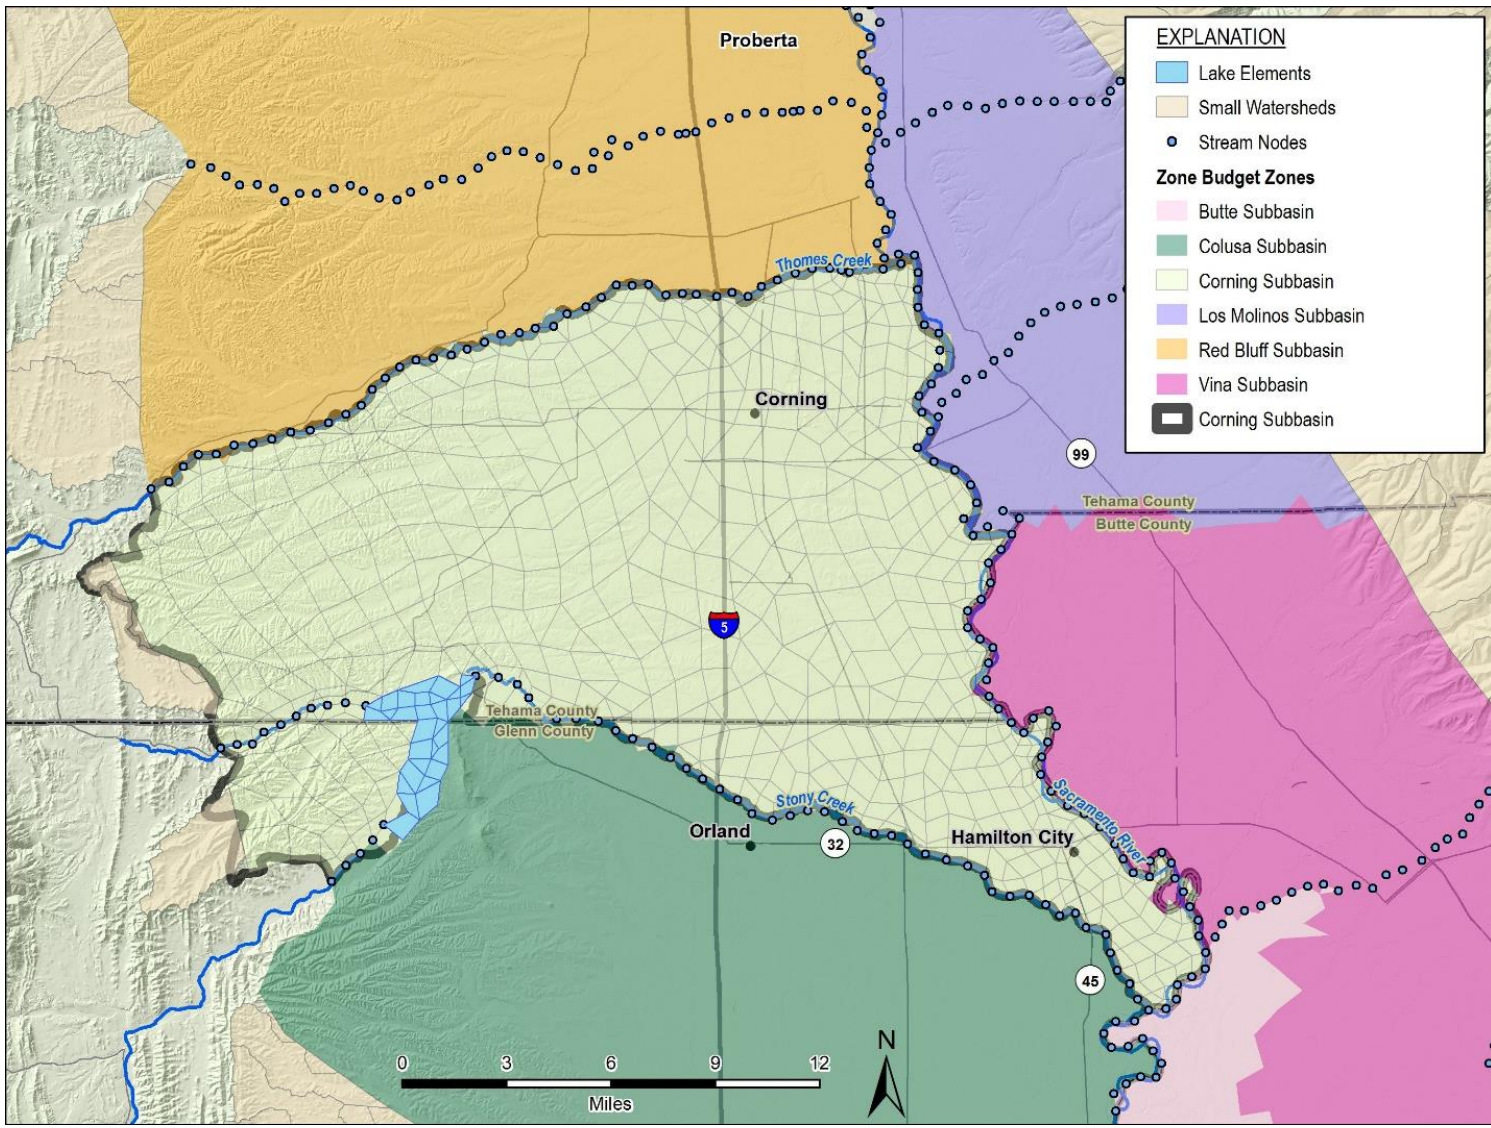 Proberta
EXPLANATION
Lake Elements
Small Watersheds
Stream Nodes
Zone Budget Zones
Butte Subbasin
Colusa Subbasin
Corning Subbasin
Los Molinos Subbasin
Red Bluff Subbasin
Vina Subbasin
Corning Subbasin
Thomes Creek
Corning
99
Tehama County
Butte County
5
Tehama County
Glenn County
Stony Creek
Sacramento River
Orland
32
Hamilton City
45
N
0 3 6 9 12
Miles